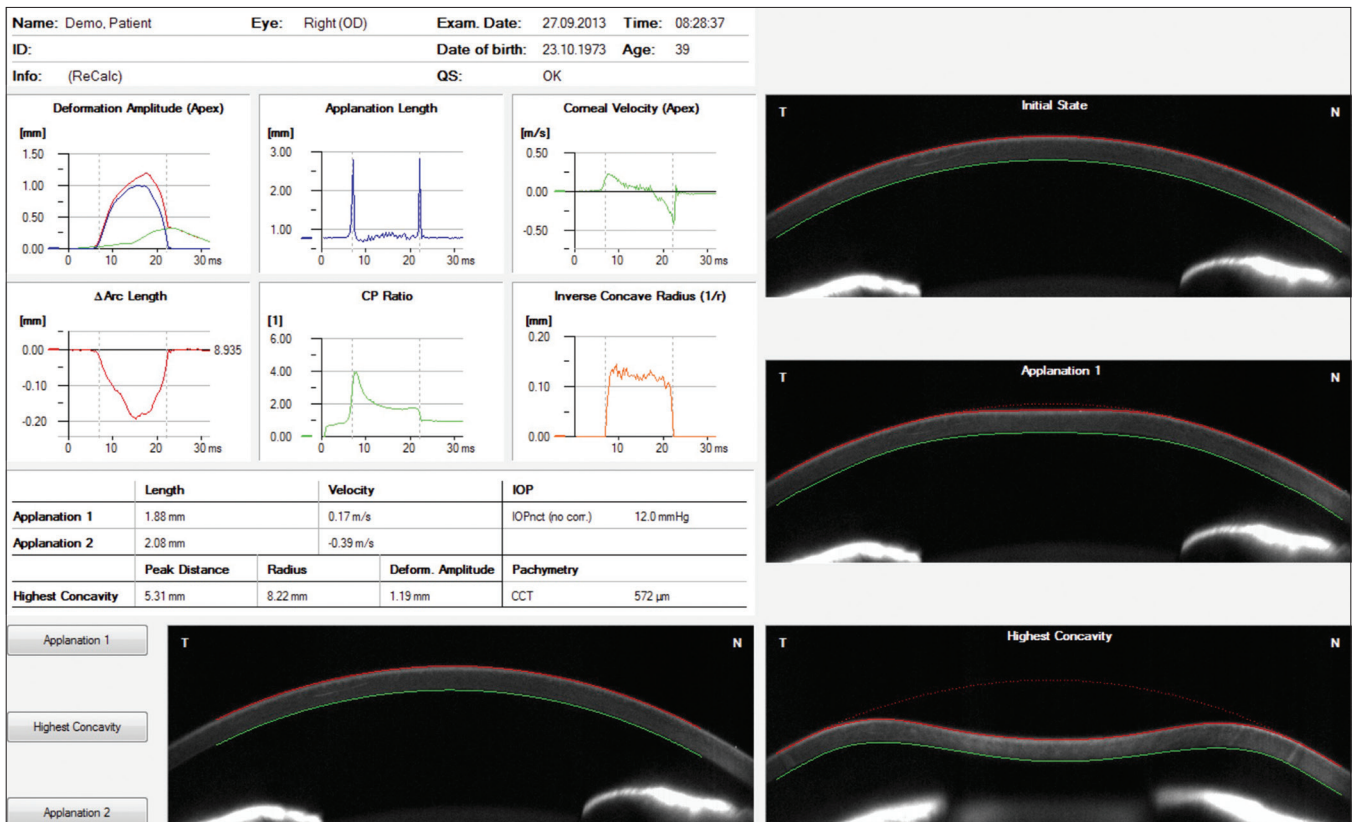 Name: Demo, Patient Eye: Right (OD) Exam. Date: 27.09.2013 Time: 08:28:37
ID: Date of birth: 23.10.1973 Age: 39
Info: (ReCalc) QS: OK
Deformation Amplitude (Apex)
[mm]
1.50
1.00
0.50
0.00
0 10 20 30 ms
Applanation Length
[mm]
3.00
2.00
1.00
0 10 20 30 ms
Corneal Velocity (Apex)
[m/s]
0.50
0.00
-0.50
0 10 20 30 ms
Δ Arc Length
[mm]
0.00 8.935
-0.10
-0.20
0 10 20 30 ms
CP Ratio
[1]
6.00
4.00
2.00
0.00
0 10 20 30 ms
Inverse Concave Radius (1/r)
[mm]
0.20
0.10
0.00
10 20 30 ms
Length Velocity IOP
Applanation 1 1.88 mm 0.17 m/s IOPnct (no corr.) 12.0 mmHg
Applanation 2 2.08 mm -0.39 m/s
Peak Distance Radius Deform. Amplitude Pachymetry
Highest Concavity 5.31 mm 8.22 mm 1.19 mm CCT 572 µm
Applanation 1
Highest Concavity
Applanation 2
T N
T Initial State N
T Applanation 1 N
T Highest Concavity N